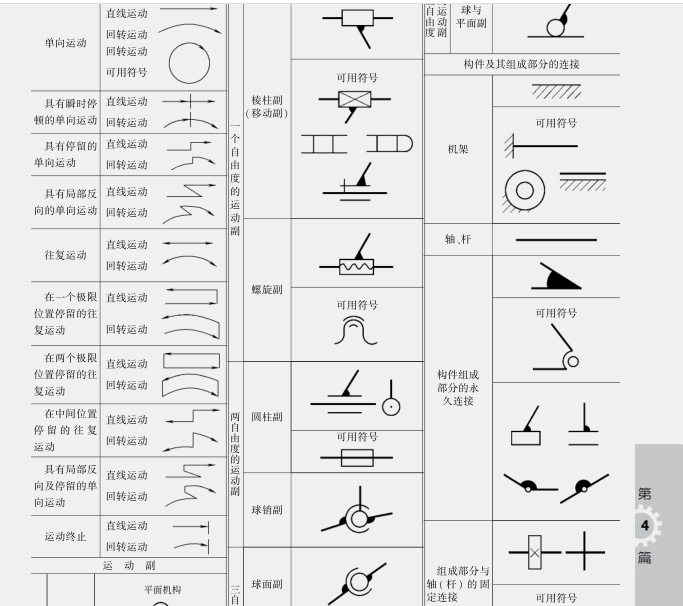 单向运动
直线运动
回转运动
回转运动
可用符号
具有瞬时停
顿的单向运动
直线运动
回转运动
具有停留的
单向运动
直线运动
回转运动
具有局部反
向的单向运动
直线运动
回转运动
往复运动
直线运动
回转运动
在一个极限
位置停留的往
复运动
直线运动
回转运动
在两个极限
位置停留的往
复运动
直线运动
回转运动
在中间位置
停留的往复
运动
直线运动
回转运动
具有局部反
向及停留的单
向运动
直线运动
回转运动
运动终止
直线运动
回转运动
运动副
平面机构
一个自由度的运动副
棱柱副
(移动副)
可用符号
螺旋副
可用符号
两自由度的运动副
圆柱副
可用符号
球销副
三自
球面副
自由度
运动副
球与
平面副
构件及其组成部分的连接
机架
可用符号
轴、杆
构件组成
部分的永
久连接
可用符号
组成部分与
轴(杆)的固
定连接
可用符号
第
4
篇